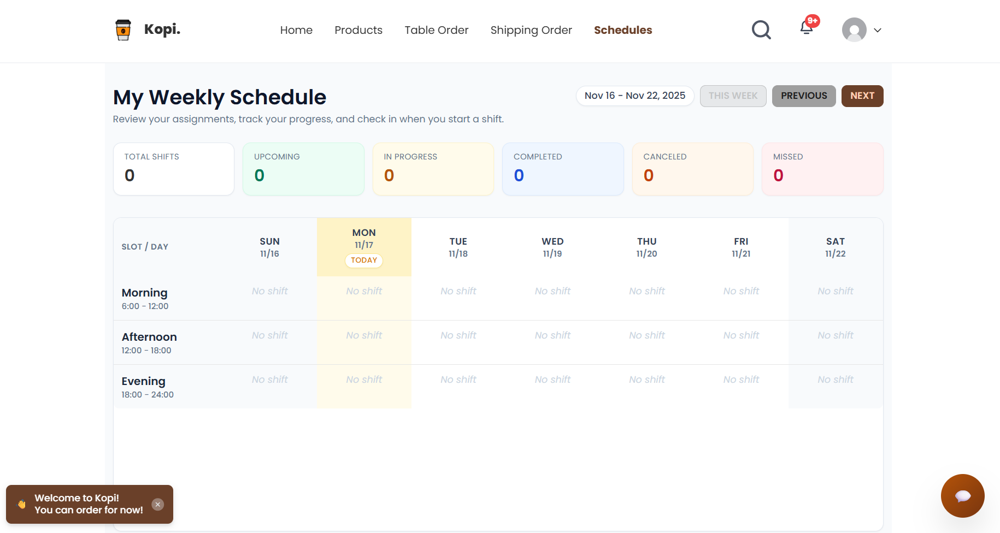 Kopi.
Home Products Table Order Shipping Order Schedules
9+
My Weekly Schedule
Nov 16 - Nov 22, 2025 THIS WEEK PREVIOUS NEXT
Review your assignments, track your progress, and check in when you start a shift.
TOTAL SHIFTS UPCOMING IN PROGRESS COMPLETED CANCELED MISSED
0 0 0 0 0 0
SLOT / DAY SUN MON TUE WED THU FRI SAT
11/16 11/17 11/18 11/19 11/20 11/21 11/22
TODAY
Morning No shift No shift No shift No shift No shift No shift No shift
6:00 - 12:00
Afternoon No shift No shift No shift No shift No shift No shift No shift
12:00 - 18:00
Evening No shift No shift No shift No shift No shift No shift No shift
18:00 - 24:00
Welcome to Kopi!
You can order for now!